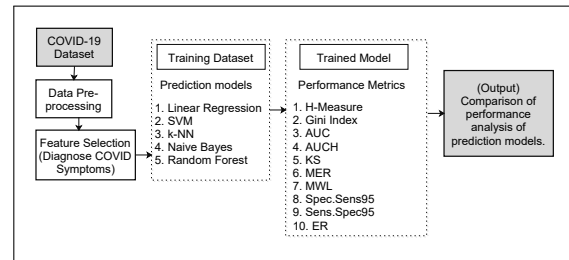 COVID-19
Dataset
Data Pre-
processing
Feature Selection
(Diagnose COVID
Symptoms)
Training Dataset
Prediction models
1. Linear Regression
2. SVM
3. k-NN
4. Naive Bayes
5. Random Forest
Trained Model
Performance Metrics
1. H-Measure
2. Gini Index
3. AUC
4. AUCH
5. KS
6. MER
7. MWL
8. Spec.Sens95
9. Sens.Spec95
10. ER
(Output)
Comparison of
performance
analysis of
prediction models.